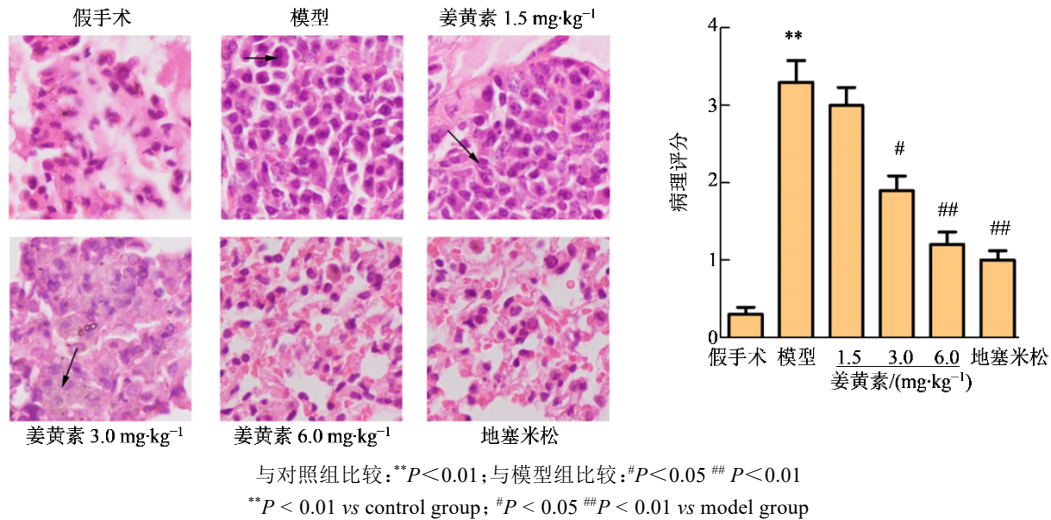 假手术
模型
姜黄素 1.5 mg·kg⁻¹
姜黄素 3.0 mg·kg⁻¹
姜黄素 6.0 mg·kg⁻¹
地塞米松
病理评分
4
3
2
1
0
**
#
##
##
假手术
模型
1.5
3.0
6.0
地塞米松
姜黄素/(mg·kg⁻¹)
与对照组比较:**P<0.01;与模型组比较:#P<0.05 ## P<0.01
**P < 0.01 vs control group; #P < 0.05 ##P < 0.01 vs model group